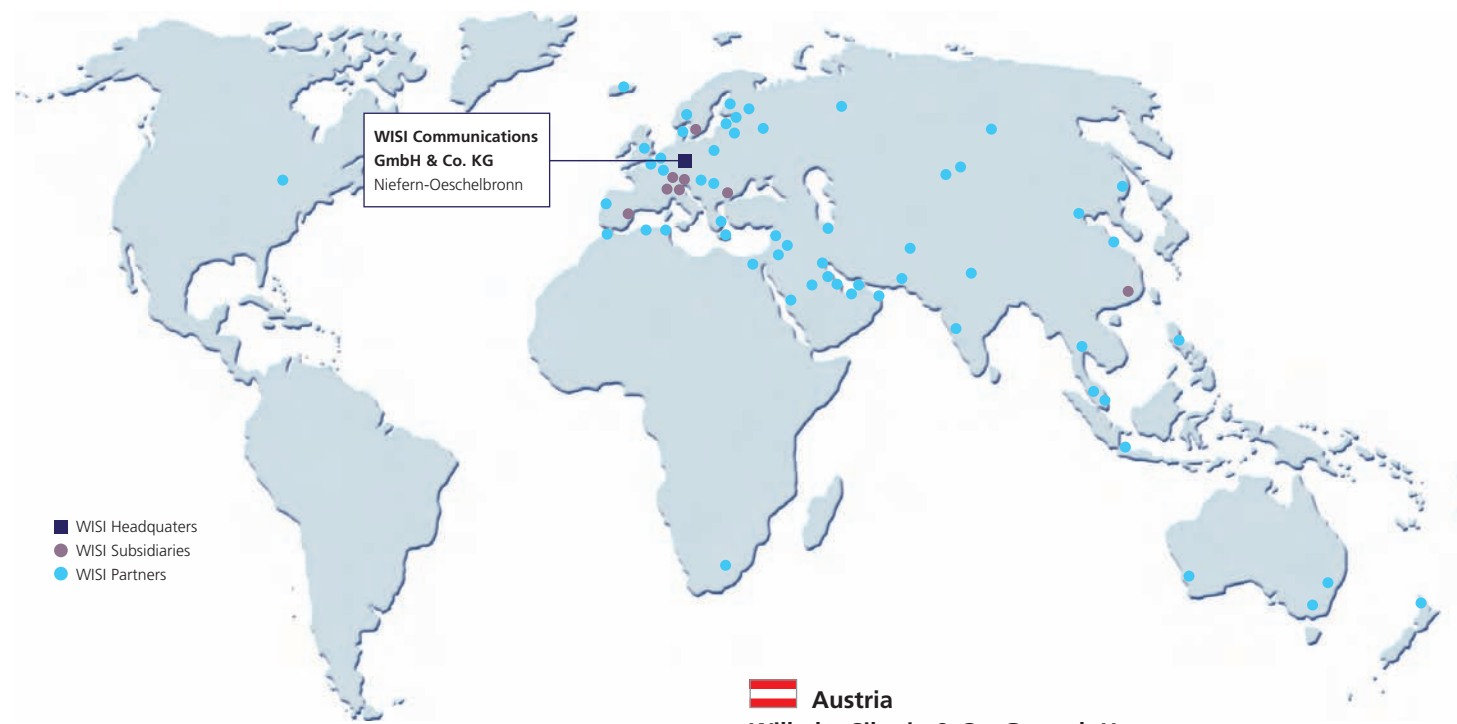 WISI Communications
GmbH & Co. KG
Niefern-Oeschelbronn
WISI Headquaters
WISI Subsidiaries
WISI Partners
Austria